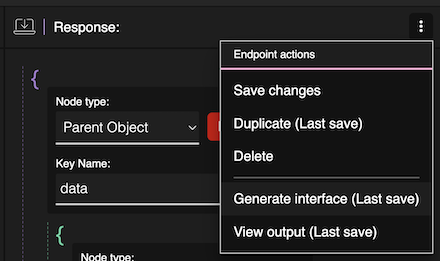 Response:
Endpoint actions
Save changes
Duplicate (Last save)
Delete
Generate interface (Last save)
View output (Last save)
{
Node type:
Parent Object
Key Name:
data
{
Node type: